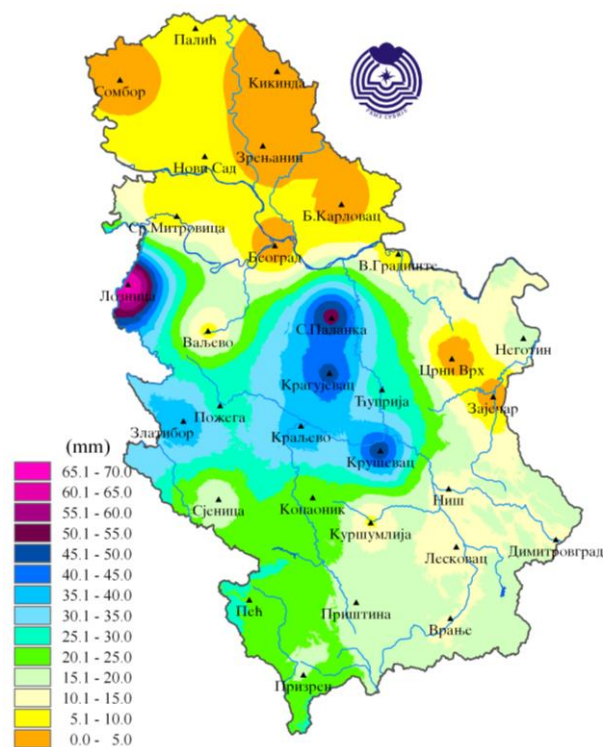 Палић
Кикинда
Сомбор
Зрењанин
Нови Сад
Б.Карловац
Ср.Митровица
Београд
В.Градиште
Лозница
С.Паланка
Ваљево
Неготин
Црни Врх
Крагујевац
Ћуприја
Зајечар
Пожега
Златибор
Краљево
Крушевац
(mm)
65.1 - 70.0
60.1 - 65.0
55.1 - 60.0
50.1 - 55.0
45.1 - 50.0
40.1 - 45.0
35.1 - 40.0
30.1 - 35.0
25.1 - 30.0
20.1 - 25.0
15.1 - 20.0
10.1 - 15.0
5.1 - 10.0
0.0 - 5.0
Сјеница
Копаоник
Ниш
Куршумлија
Лесковац
Димитровград
Пећ
Приштина
Врање
Призрен